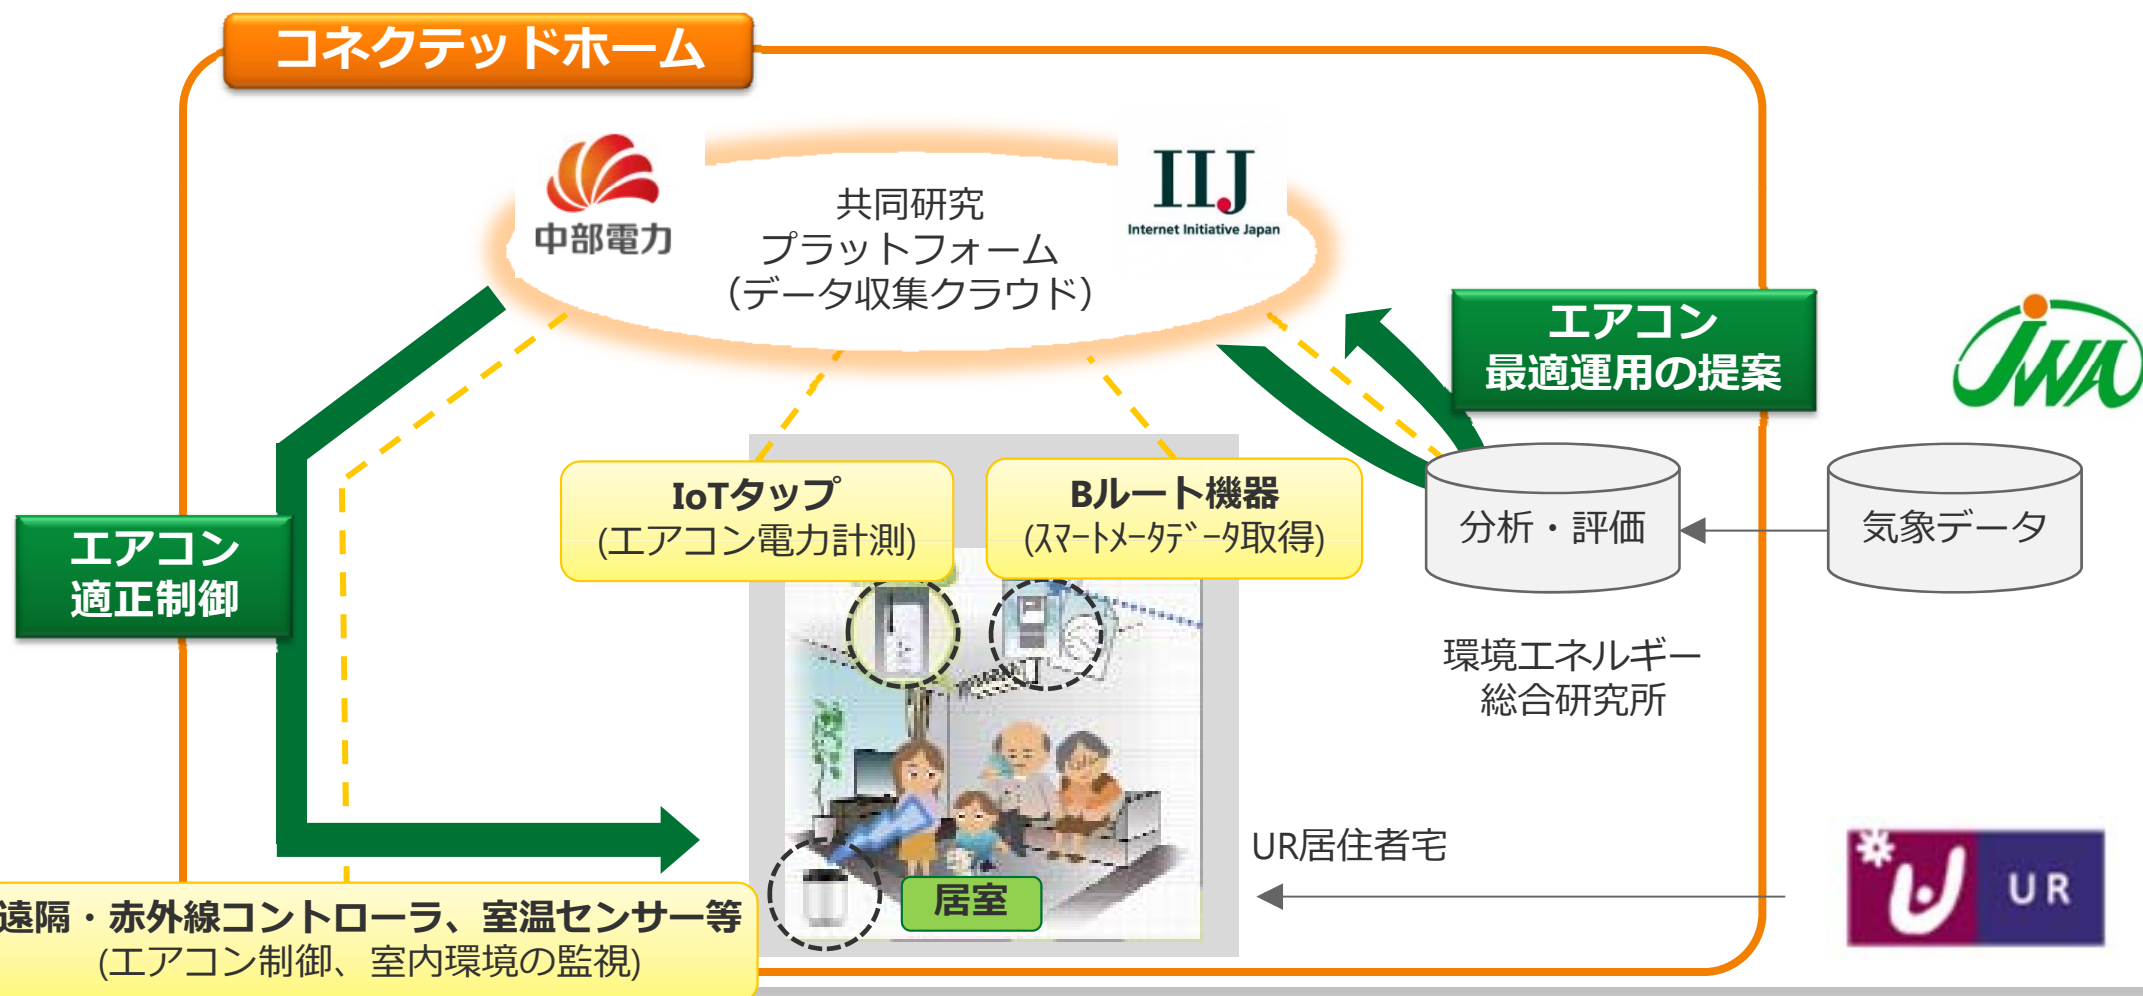 コネクテッドホーム
中部電力
共同研究
プラットフォーム
（データ収集クラウド）
IIJ
Internet Initiative Japan
エアコン
最適運用の提案
JWA
IoTタップ
(エアコン電力計測)
Bルート機器
(ｽﾏｰﾄﾒｰﾀﾃﾞｰﾀ取得)
分析・評価
気象データ
エアコン
適正制御
環境エネルギー
総合研究所
UR居住者宅
UR
居室
遠隔・赤外線コントローラ、室温センサー等
(エアコン制御、室内環境の監視)